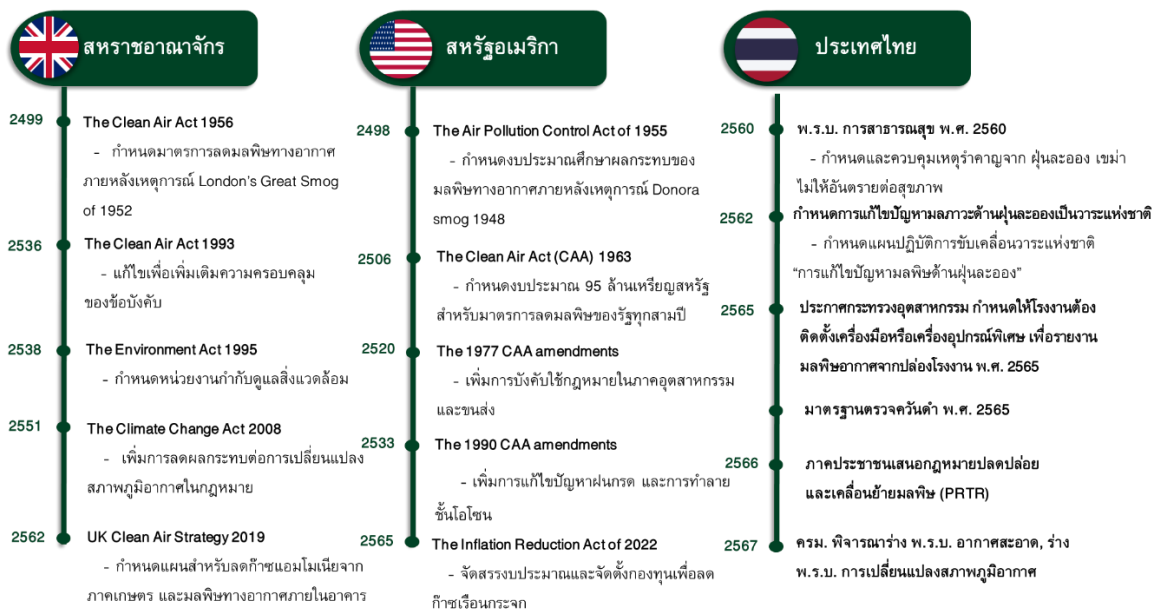 สหราชอาณาจักร
2499
The Clean Air Act 1956
- กำหนดมาตรการลดมลพิษทางอากาศ
ภายหลังเหตุการณ์ London's Great Smog
of 1952
2536
The Clean Air Act 1993
- แก้ไขเพื่อเพิ่มเติมความครอบคลุม
ของข้อบังคับ
2538
The Environment Act 1995
- กำหนดหน่วยงานกำกับดูแลสิ่งแวดล้อม
2551
The Climate Change Act 2008
- เพิ่มการลดผลกระทบต่อการเปลี่ยนแปลง
สภาพภูมิอากาศในกฎหมาย
2562
UK Clean Air Strategy 2019
- กำหนดแผนสำหรับลดก๊าซแอมโมเนียจาก
ภาคเกษตร และมลพิษทางอากาศภายในอาคาร
สหรัฐอเมริกา
2498
The Air Pollution Control Act of 1955
- กำหนดงบประมาณศึกษาผลกระทบของ
มลพิษทางอากาศภายหลังเหตุการณ์ Donora
smog 1948
2506
The Clean Air Act (CAA) 1963
- กำหนดงบประมาณ 95 ล้านเหรียญสหรัฐ
สำหรับมาตรการลดมลพิษของรัฐทุกสามปี
2520
The 1977 CAA amendments
- เพิ่มการบังคับใช้กฎหมายในภาคอุตสาหกรรม
และขนส่ง
2533
The 1990 CAA amendments
- เพิ่มการแก้ไขปัญหาฝนกรด และการทำลาย
ชั้นโอโซน
2565
The Inflation Reduction Act of 2022
- จัดสรรงบประมาณและจัดตั้งกองทุนเพื่อลด
ก๊าซเรือนกระจก
ประเทศไทย
2560
พ.ร.บ. การสาธารณสุข พ.ศ. 2560
- กำหนดและควบคุมเหตุรำคาญจาก ฝุ่นละออง เขม่า
ไม่ให้อันตรายต่อสุขภาพ
2562
กำหนดการแก้ไขปัญหามลภาวะด้านฝุ่นละอองเป็นวาระแห่งชาติ
- กำหนดแผนปฏิบัติการขับเคลื่อนวาระแห่งชาติ
“การแก้ไขปัญหามลพิษด้านฝุ่นละออง”
2565
ประกาศกระทรวงอุตสาหกรรม กำหนดให้โรงงานต้อง
ติดตั้งเครื่องมือหรือเครื่องอุปกรณ์พิเศษ เพื่อรายงาน
มลพิษอากาศจากปล่องโรงงาน พ.ศ. 2565
มาตรฐานตรวจควันดำ พ.ศ. 2565
2566
ภาคประชาชนเสนอกฎหมายปลดปล่อย
และเคลื่อนย้ายมลพิษ (PRTR)
2567
ครม. พิจารณาร่าง พ.ร.บ. อากาศสะอาด, ร่าง
พ.ร.บ. การเปลี่ยนแปลงสภาพภูมิอากาศ